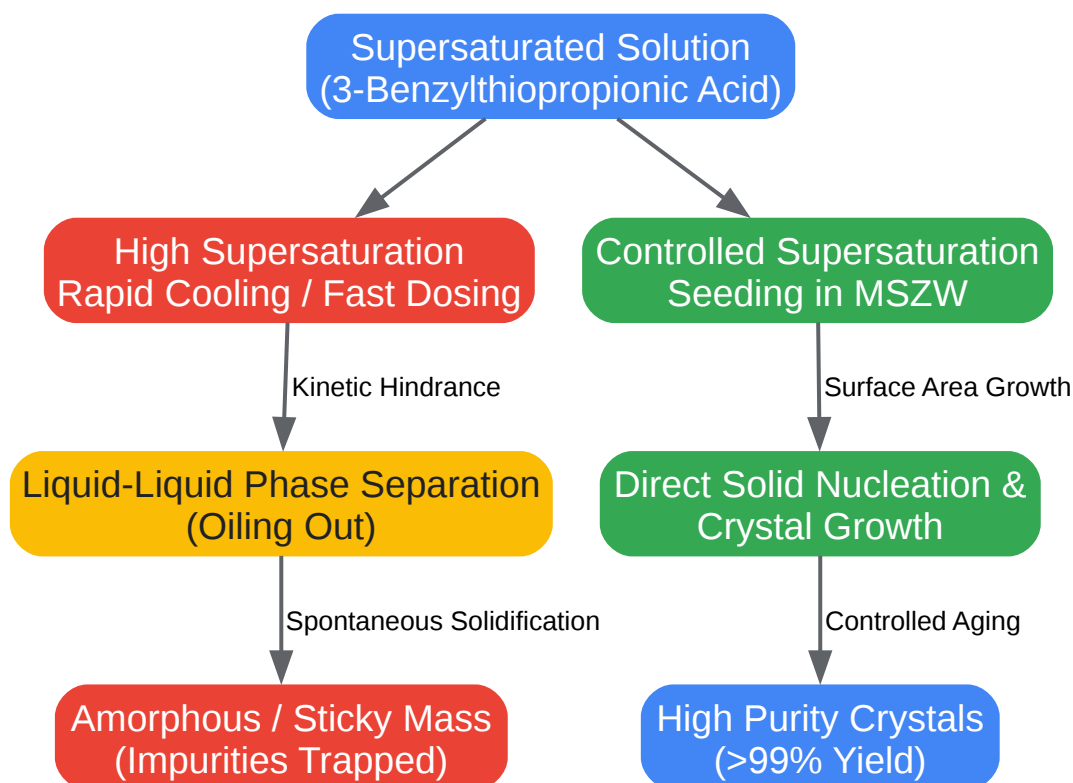 Supersaturated Solution
(3-Benzylthiopropionic Acid)
High Supersaturation
Rapid Cooling / Fast Dosing
Controlled Supersaturation
Seeding in MSZW
Kinetic Hindrance
Surface Area Growth
Liquid-Liquid Phase Separation
(Oiling Out)
Direct Solid Nucleation &
Crystal Growth
Spontaneous Solidification
Controlled Aging
Amorphous / Sticky Mass
(Impurities Trapped)
High Purity Crystals
(>99% Yield)